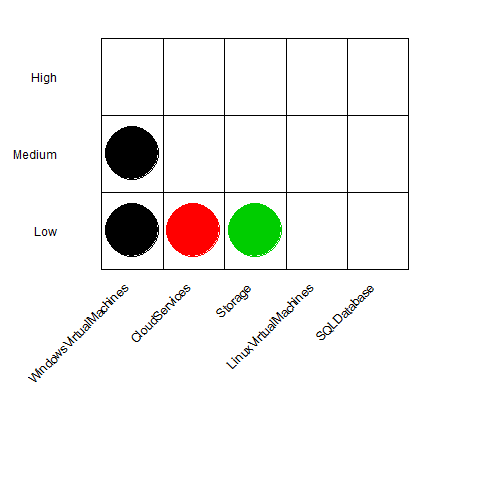 High
Medium
Low
WindowsVirtualMachines
CloudServices
Storage
LinuxVirtualMachines
SQLDatabase